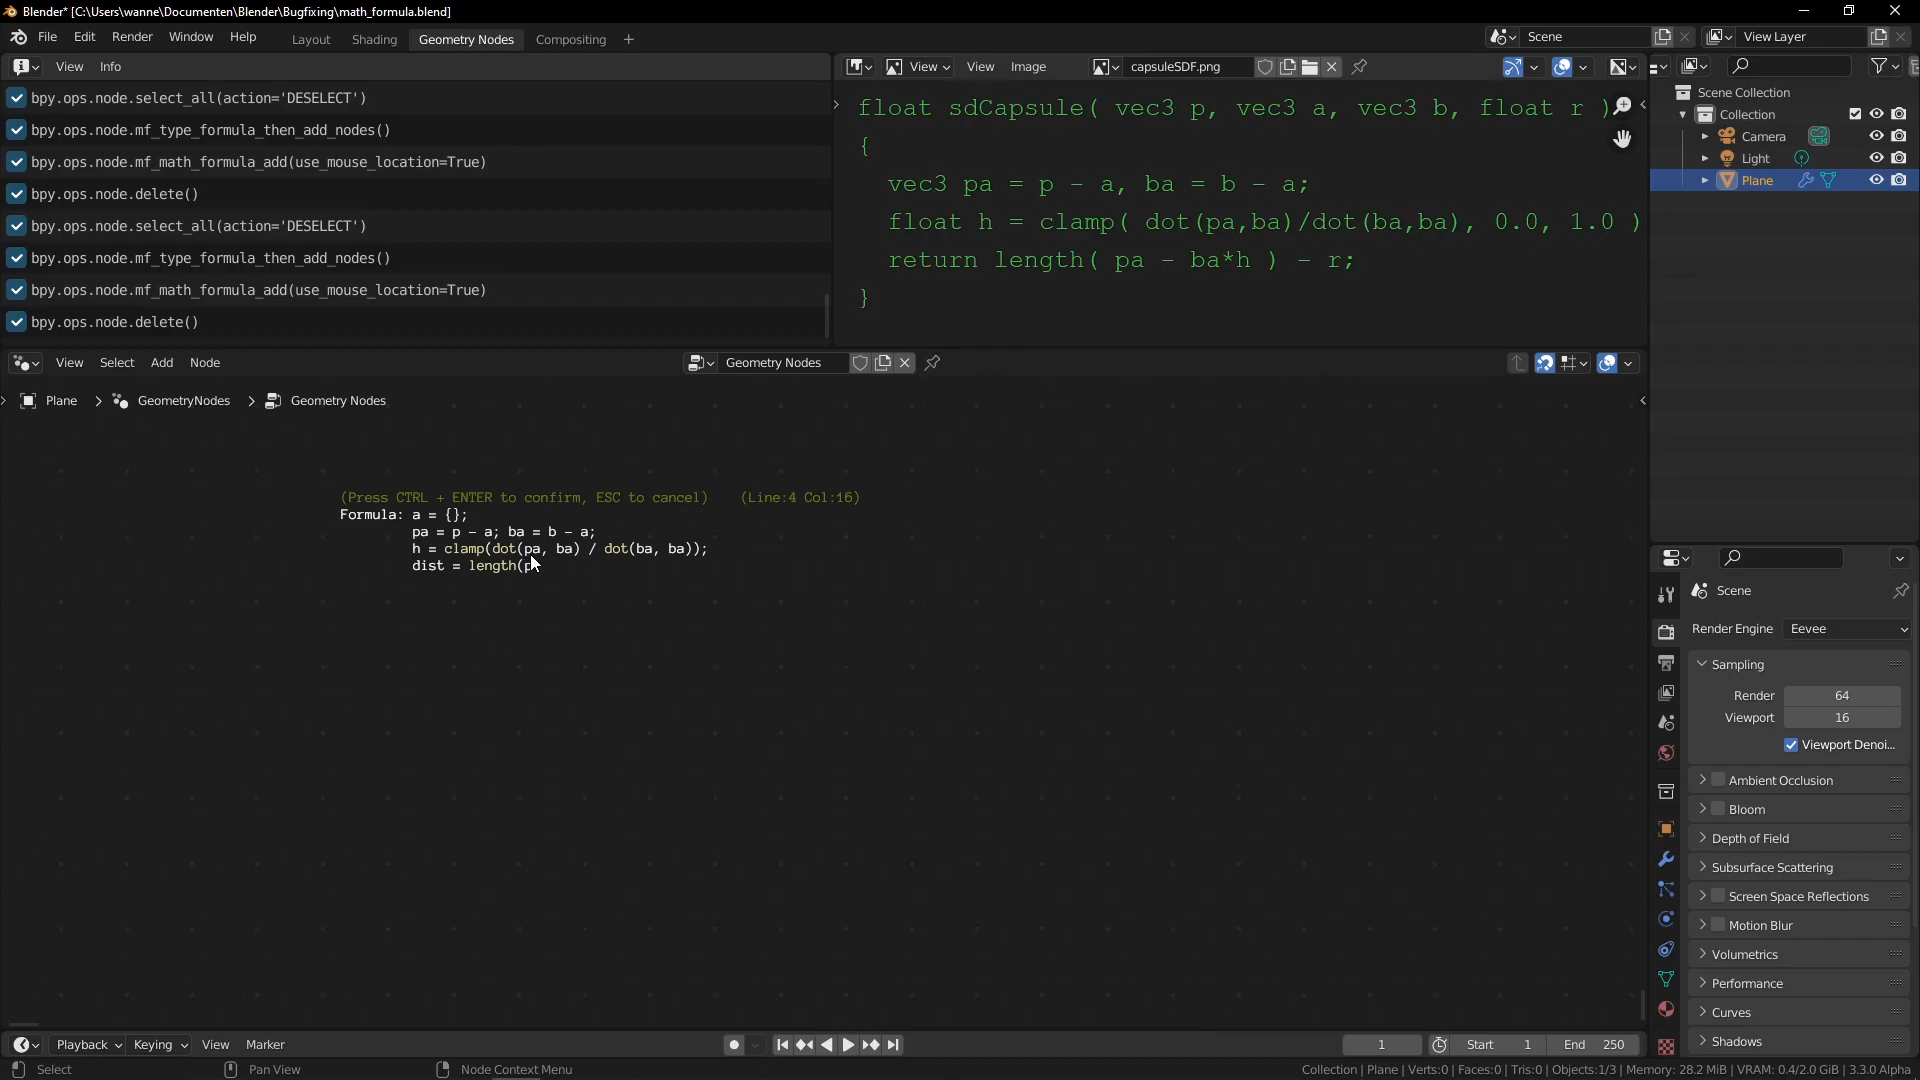 Blender* [C:\Users\wanne\Documenten\Blender\Bugfixing\math_formula.blend]
File Edit Render Window Help Layout Shading Geometry Nodes Compositing + Scene View Layer
View Info
bpy.ops.node.select_all(action='DESELECT')
bpy.ops.node.mf_type_formula_then_add_nodes()
bpy.ops.node.mf_math_formula_add(use_mouse_location=True)
bpy.ops.node.delete()
bpy.ops.node.select_all(action='DESELECT')
bpy.ops.node.mf_type_formula_then_add_nodes()
bpy.ops.node.mf_math_formula_add(use_mouse_location=True)
bpy.ops.node.delete()
View View Image capsuleSDF.png
float sdCapsule( vec3 p, vec3 a, vec3 b, float r )
{
vec3 pa = p - a, ba = b - a;
float h = clamp( dot(pa,ba)/dot(ba,ba), 0.0, 1.0 )
return length( pa - ba*h ) - r;
}
Scene Collection
Collection
Camera
Light
Plane
View Select Add Node Geometry Nodes
Plane > GeometryNodes > Geometry Nodes
(Press CTRL + ENTER to confirm, ESC to cancel) (Line:4 Col:16)
Formula: a = {};
pa = p - a; ba = b - a;
h = clamp(dot(pa, ba) / dot(ba, ba));
dist = length(p
Scene
Render Engine Eevee
Sampling
Render 64
Viewport 16
Viewport Denoi...
Ambient Occlusion
Bloom
Depth of Field
Subsurface Scattering
Screen Space Reflections
Motion Blur
Volumetrics
Performance
Curves
Shadows
Playback Keying View Marker 1 Start 1 End 250
Select Pan View Node Context Menu Collection | Plane | Verts:0 | Faces:0 | Tris:0 | Objects:1/3 | Memory: 28.2 MiB | VRAM: 0.4/2.0 GiB | 3.3.0 Alpha